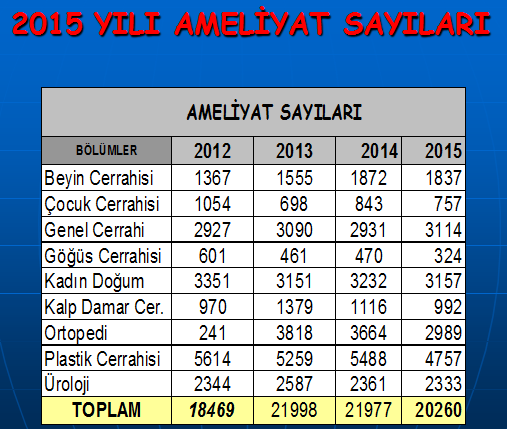 2015 YILI AMELİYAT SAYILARI
AMELİYAT SAYILARI
BÖLÜMLER 2012 2013 2014 2015
Beyin Cerrahisi 1367 1555 1872 1837
Çocuk Cerrahisi 1054 698 843 757
Genel Cerrahi 2927 3090 2931 3114
Göğüs Cerrahisi 601 461 470 324
Kadın Doğum 3351 3151 3232 3157
Kalp Damar Cer. 970 1379 1116 992
Ortopedi 241 3818 3664 2989
Plastik Cerrahisi 5614 5259 5488 4757
Üroloji 2344 2587 2361 2333
TOPLAM 18469 21998 21977 20260